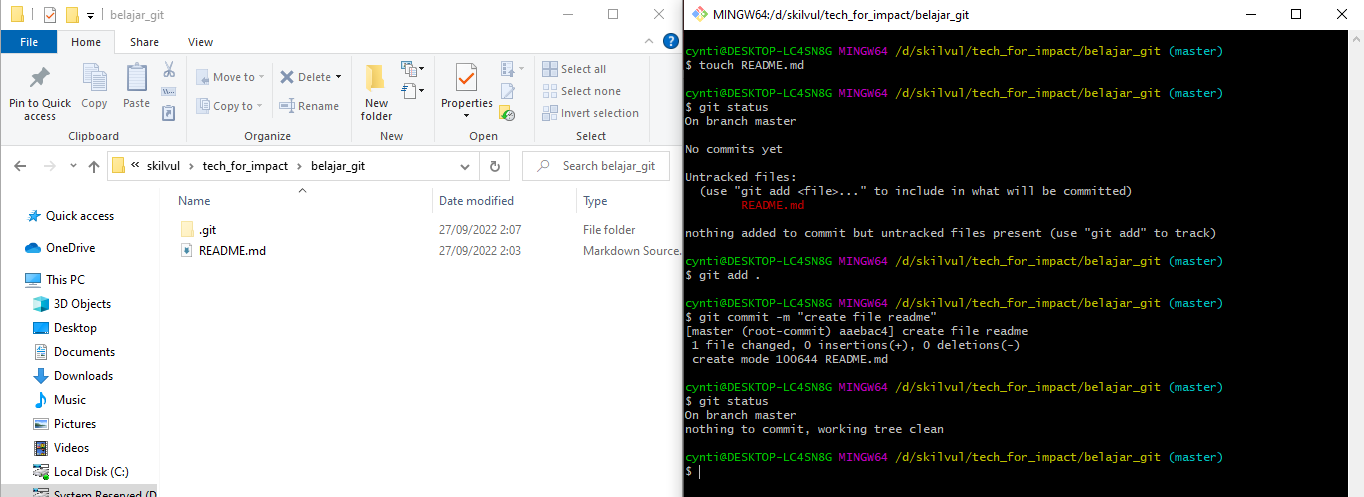 belajar_git
File Home Share View
Pin to Quick access
Copy
Paste
Clipboard
Move to
Copy to
Delete
Rename
Organize
New folder
New
Properties
Open
Select all
Select none
Invert selection
Select
« skilvul › tech_for_impact › belajar_git
Search belajar_git
Quick access
OneDrive
This PC
3D Objects
Desktop
Documents
Downloads
Music
Pictures
Videos
Local Disk (C:)
System Reserved (D
Name Date modified Type
.git 27/09/2022 2:07 File folder
README.md 27/09/2022 2:03 Markdown Source.
MINGW64:/d/skilvul/tech_for_impact/belajar_git
cynti@DESKTOP-LC4SN8G MINGW64 /d/skilvul/tech_for_impact/belajar_git (master)
$ touch README.md
cynti@DESKTOP-LC4SN8G MINGW64 /d/skilvul/tech_for_impact/belajar_git (master)
$ git status
On branch master
No commits yet
Untracked files:
(use "git add <file>..." to include in what will be committed)
README.md
nothing added to commit but untracked files present (use "git add" to track)
cynti@DESKTOP-LC4SN8G MINGW64 /d/skilvul/tech_for_impact/belajar_git (master)
$ git add .
cynti@DESKTOP-LC4SN8G MINGW64 /d/skilvul/tech_for_impact/belajar_git (master)
$ git commit -m "create file readme"
[master (root-commit) aaebac4] create file readme
1 file changed, 0 insertions(+), 0 deletions(-)
create mode 100644 README.md
cynti@DESKTOP-LC4SN8G MINGW64 /d/skilvul/tech_for_impact/belajar_git (master)
$ git status
On branch master
nothing to commit, working tree clean
cynti@DESKTOP-LC4SN8G MINGW64 /d/skilvul/tech_for_impact/belajar_git (master)
$